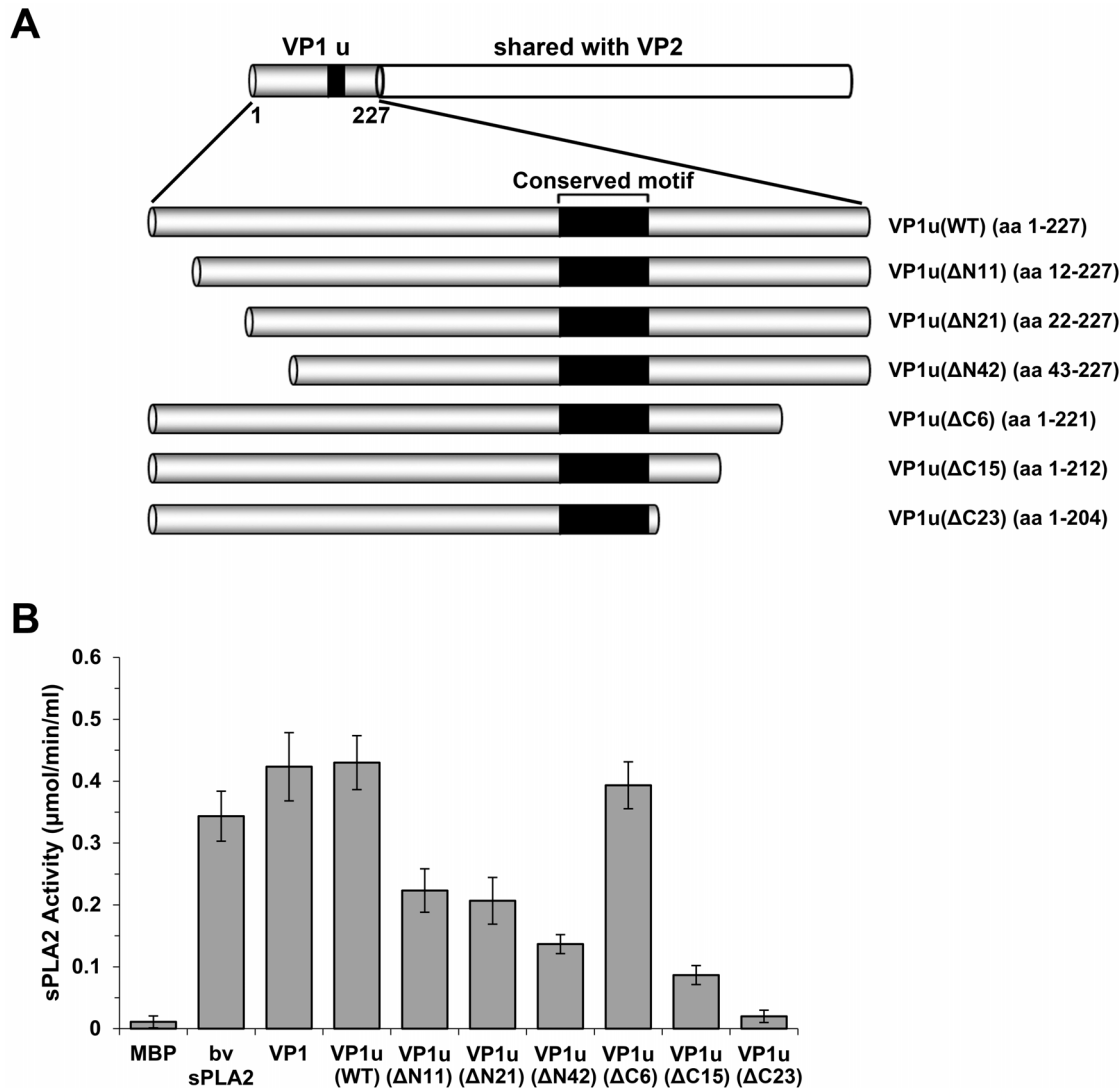 A
VP1 u
shared with VP2
1
227
Conserved motif
VP1u(WT) (aa 1-227)
VP1u(ΔN11) (aa 12-227)
VP1u(ΔN21) (aa 22-227)
VP1u(ΔN42) (aa 43-227)
VP1u(ΔC6) (aa 1-221)
VP1u(ΔC15) (aa 1-212)
VP1u(ΔC23) (aa 1-204)
B
sPLA2 Activity (μmol/min/ml)
0.6
0.5
0.4
0.3
0.2
0.1
0
MBP
bv
sPLA2
VP1
VP1u
(WT)
VP1u
(ΔN11)
VP1u
(ΔN21)
VP1u
(ΔN42)
VP1u
(ΔC6)
VP1u
(ΔC15)
VP1u
(ΔC23)